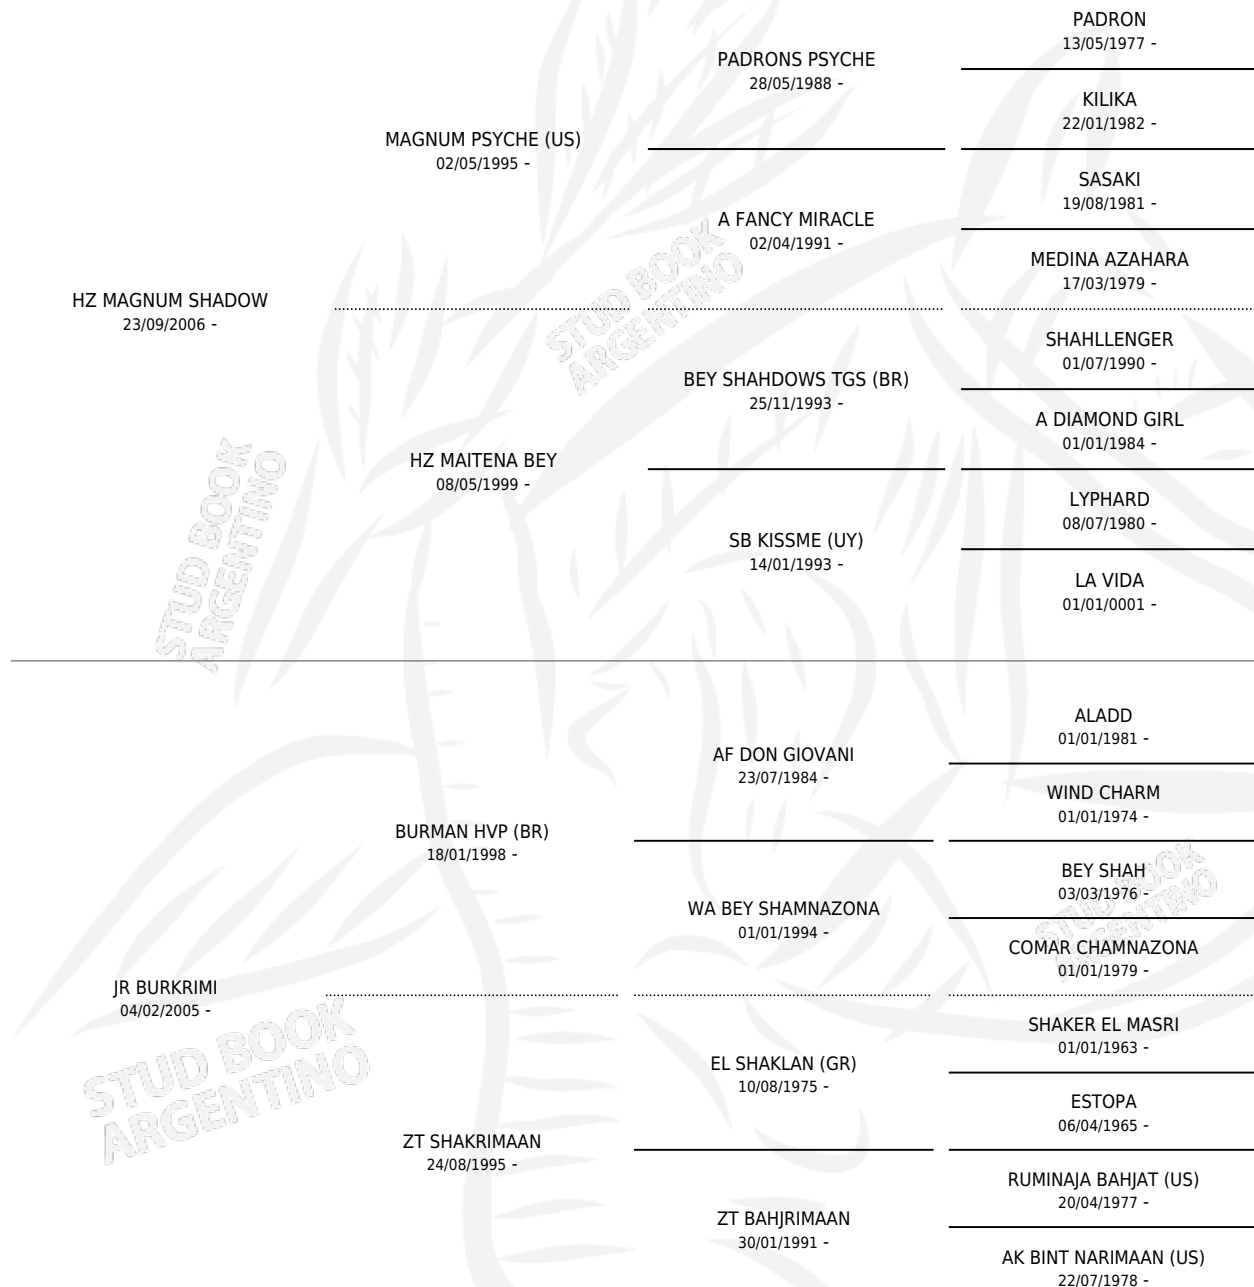 PADRON
13/05/1977 -
PADRONS PSYCHE
28/05/1988 -
KILIKA
22/01/1982 -
MAGNUM PSYCHE (US)
02/05/1995 -
SASAKI
19/08/1981 -
A FANCY MIRACLE
02/04/1991 -
MEDINA AZAHARA
17/03/1979 -
HZ MAGNUM SHADOW
23/09/2006 -
STUD BOOK
ARGENTINO
SHAHLLENGER
01/07/1990 -
BEY SHAHDOWS TGS (BR)
25/11/1993 -
A DIAMOND GIRL
01/01/1984 -
HZ MAITENA BEY
08/05/1999 -
LYPHARD
08/07/1980 -
SB KISSME (UY)
14/01/1993 -
LA VIDA
01/01/0001 -
STUD BOOK
ARGENTINO
ALADD
01/01/1981 -
AF DON GIOVANI
23/07/1984 -
WIND CHARM
01/01/1974 -
BURMAN HVP (BR)
18/01/1998 -
BEY SHAH
03/03/1976 -
WA BEY SHAMNAZONA
01/01/1994 -
COMAR CHAMNAZONA
01/01/1979 -
STUD BOOK
ARGENTINO
JR BURKRIMI
04/02/2005 -
SHAKER EL MASRI
01/01/1963 -
EL SHAKLAN (GR)
10/08/1975 -
ESTOPA
06/04/1965 -
STUD BOOK
ARGENTINO
ZT SHAKRIMAAN
24/08/1995 -
RUMINAJA BAHJAT (US)
20/04/1977 -
ZT BAHJRIMAAN
30/01/1991 -
AK BINT NARIMAAN (US)
22/07/1978 -